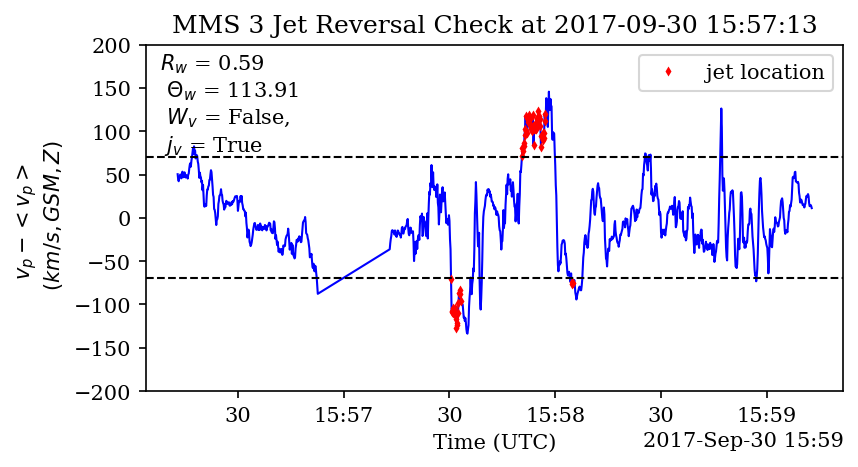 MMS 3 Jet Reversal Check at 2017-09-30 15:57:13
R_w = 0.59
Θ_w = 113.91
W_v = False,
j_v = True
jet location
v_p − < v_p >
(km/s, GSM, Z)
200
150
100
50
0
−50
−100
−150
−200
30
15:57
30
15:58
30
15:59
Time (UTC)
2017-Sep-30 15:59